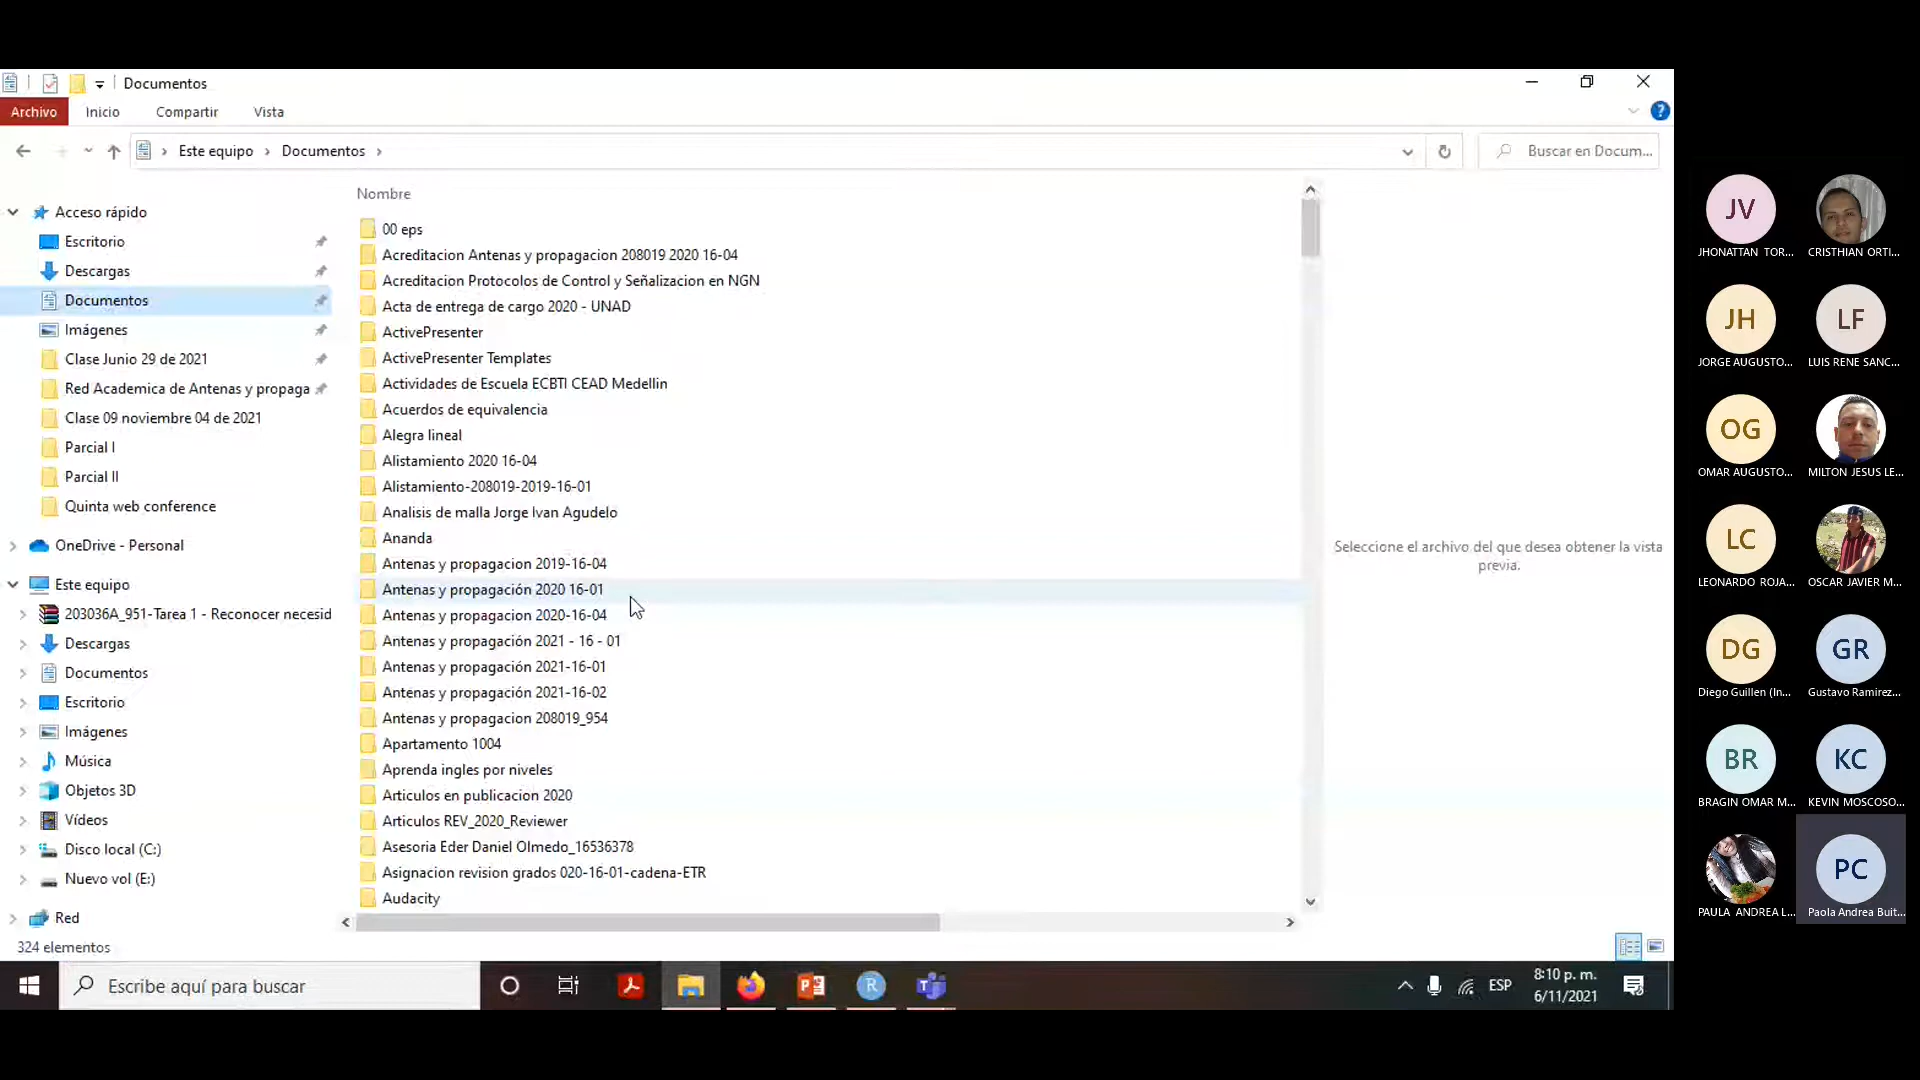 Documentos
Archivo
Inicio
Compartir
Vista
Este equipo
Documentos
Buscar en Docum...
Acceso rápido
Escritorio
Descargas
Documentos
Imágenes
Clase Junio 29 de 2021
Red Academica de Antenas y propaga
Clase 09 noviembre 04 de 2021
Parcial I
Parcial II
Quinta web conference
OneDrive - Personal
Este equipo
203036A_951-Tarea 1 - Reconocer necesid
Descargas
Documentos
Escritorio
Imágenes
Música
Objetos 3D
Vídeos
Disco local (C:)
Nuevo vol (E:)
Red
324 elementos
Nombre
00 eps
Acreditacion Antenas y propagacion 208019 2020 16-04
Acreditacion Protocolos de Control y Señalizacion en NGN
Acta de entrega de cargo 2020 - UNAD
ActivePresenter
ActivePresenter Templates
Actividades de Escuela ECBTI CEAD Medellin
Acuerdos de equivalencia
Alegra lineal
Alistamiento 2020 16-04
Alistamiento-208019-2019-16-01
Analisis de malla Jorge Ivan Agudelo
Ananda
Antenas y propagacion 2019-16-04
Antenas y propagación 2020 16-01
Antenas y propagacion 2020-16-04
Antenas y propagación 2021 - 16 - 01
Antenas y propagación 2021-16-01
Antenas y propagación 2021-16-02
Antenas y propagacion 208019_954
Apartamento 1004
Aprenda ingles por niveles
Articulos en publicacion 2020
Articulos REV_2020_Reviewer
Asesoria Eder Daniel Olmedo_16536378
Asignacion revision grados 020-16-01-cadena-ETR
Audacity
Seleccione el archivo del que desea obtener la vista
previa.
Escribe aquí para buscar
ESP
8:10 p. m.
6/11/2021
JV
JHONATTAN TOR...
CRISTHIAN ORTI...
JH
JORGE AUGUSTO...
LF
LUIS RENE SANC...
OG
OMAR AUGUSTO...
MILTON JESUS LE...
LC
LEONARDO ROJA...
OSCAR JAVIER M...
DG
Diego Guillen (In...
GR
Gustavo Ramirez...
BR
BRAGIN OMAR M...
KC
KEVIN MOSCOSO...
PAULA ANDREA L...
PC
Paola Andrea Buit...